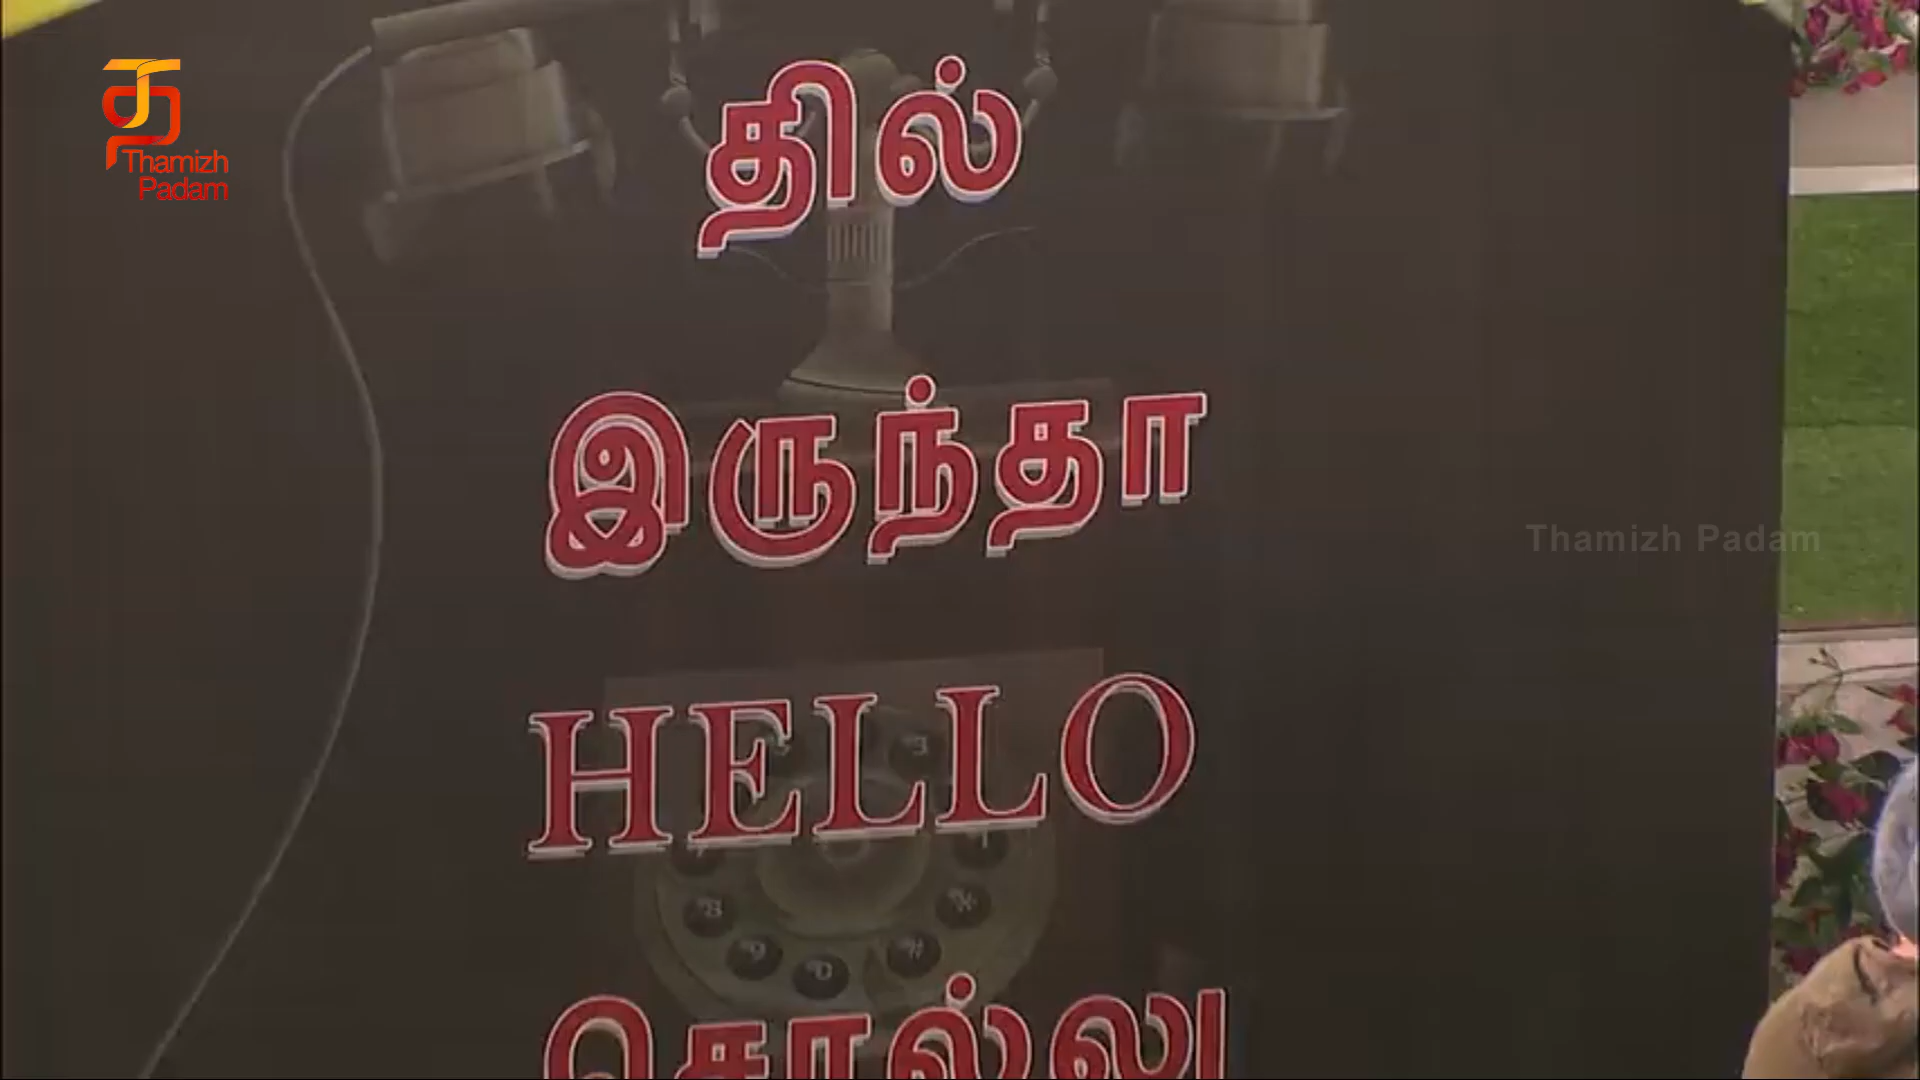 Thamizh
Padam
தில்
இருந்தா
Thamizh Padam
HELLO
சொல்லு